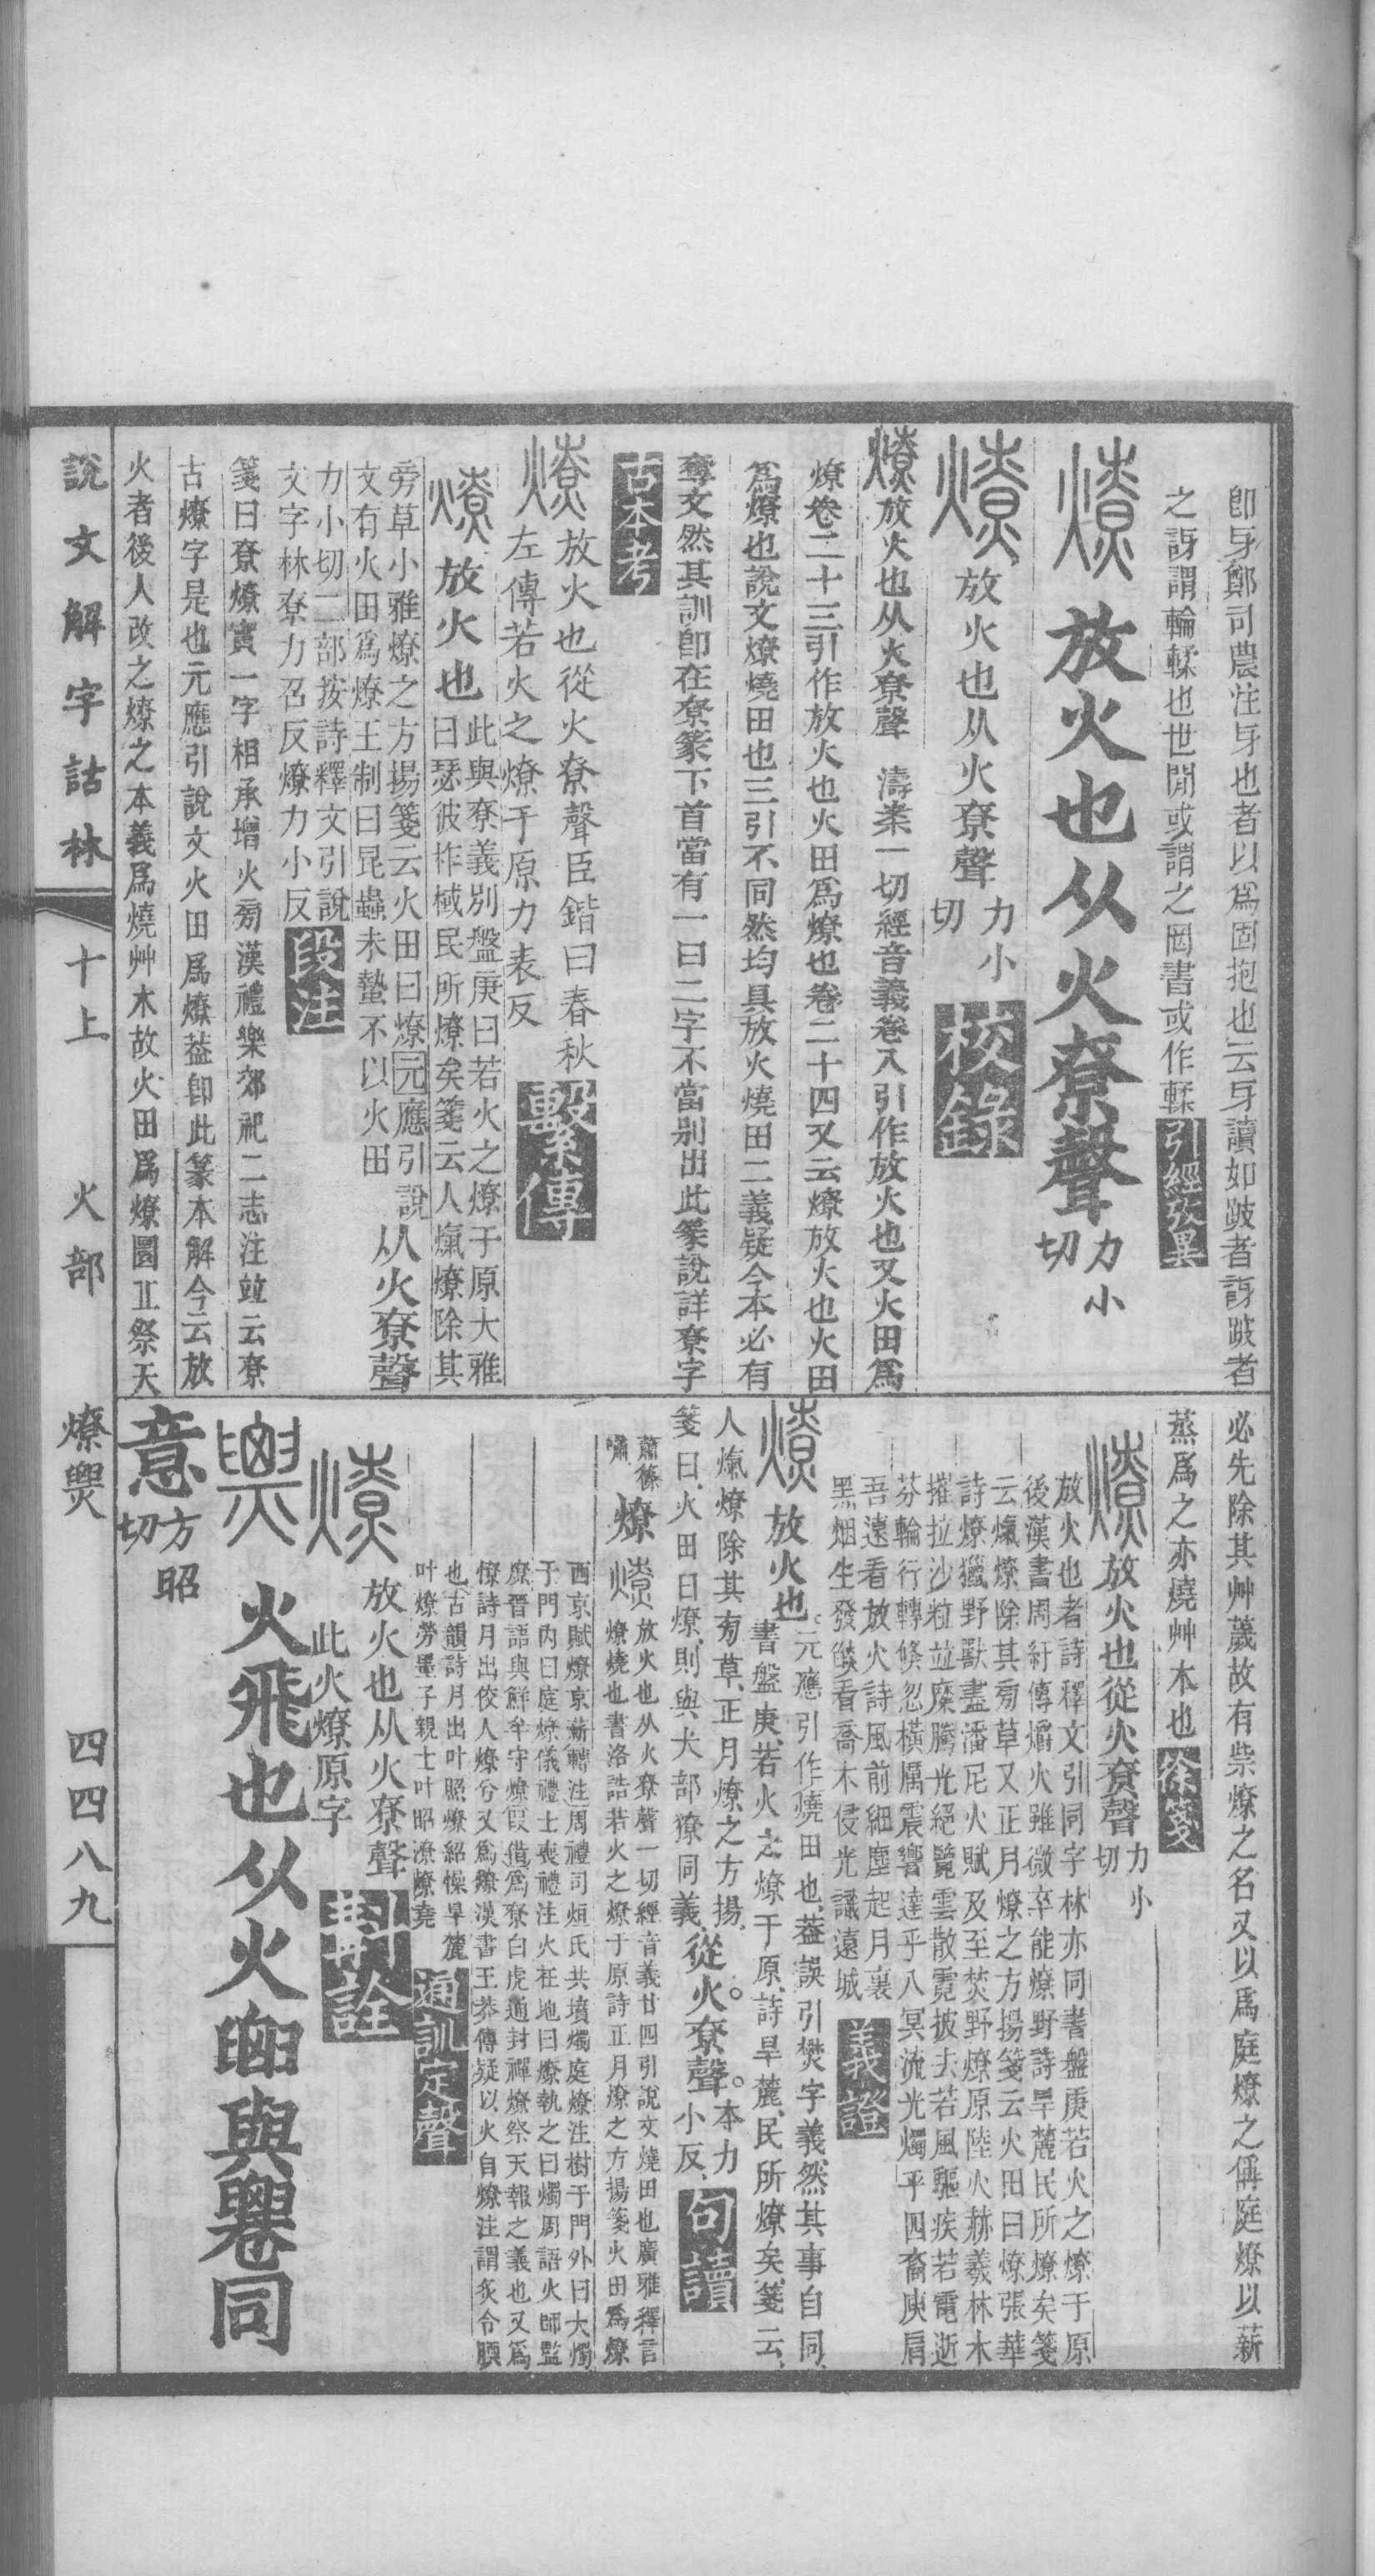 卽牙鄭司農注牙也者以爲固抱也云牙讀如跛者訝跛者
之訝謂輪輮也世閒或謂之罔書或作輮 引經攷異
燎 放火也从火尞聲 力小切
燎 放火也从火尞聲 力小切 校錄
燎 放火也从火尞聲 濤案一切經音義卷八引作放火也又火田爲
燎卷二十三引作放火也火田爲燎也卷二十四又云燎放火也火田
爲燎也說文燎燒田也三引不同然均具放火燒田二義疑今本必有
奪文然其訓卽在尞篆下首當有一曰二字不當別出此篆說詳尞字
古本考
燎 放火也從火尞聲臣鍇曰春秋
左傳若火之燎于原力表反 繫傳
燎 放火也 此與尞義別盤庚曰若火之燎于原大雅
曰瑟彼柞棫民所燎矣箋云人熂燎除其
旁草小雅燎之方揚箋云火田曰燎元應引說
文有火田爲燎王制曰昆蟲未蟄不以火田 从火尞聲
力小切二部按詩釋文引說
文字林尞力召反燎力小反 段注
箋曰尞燎實一字相承增火旁漢禮樂郊祀二志注竝云尞
古燎字是也元應引說文火田爲燎葢卽此篆本解今云放
火者後人改之燎之本義爲燒艸木故火田爲燎圜丠祭天
必先除其艸薉故有柴燎之名又以爲庭燎之偁庭燎以薪
蒸爲之亦燒艸木也 徐箋
燎 放火也從火尞聲 力小切
放火也者詩釋文引同字林亦同書盤庚若火之燎于原
後漢書周紆傳爝火雖微卒能燎野詩旱麓民所燎矣箋
云熂燎除其旁草又正月燎之方揚箋云火田曰燎張華
詩燎獵野獸盡潘尼火賦及至焚野燎原陸火赫羲林木
摧拉沙粒竝糜騰光絕覽雲散霓披去若風驅疾若電逝
芬輪行轉倏忽橫厲震響達乎八冥流光燭乎四裔庾肩
吾遠看放火詩風前細塵起月裏
黑烟生發燄看喬木侵光識遠城 義證
燎 放火也。元應引作燒田也葢誤引樊字義然其事自同
書盤庚若火之燎于原詩旱麓民所燎矣箋云
人熂燎除其旁草正月燎之方揚
箋曰火田曰燎則與犬部獠同義 從火尞聲。本力小反 句讀
蕭篠嘯 燎
燎 放火也从火尞聲一切經音義廿四引說文燒田也廣雅釋言
燎燒也書洛誥若火之燎于原詩正月燎之方揚箋火田爲燎
西京賦燎京薪轉注周禮司烜氏共墳燭庭燎注樹于門外曰大燭
于門內曰庭燎儀禮士喪禮注火在地曰燎執之曰燭周語火師監
燎晉語與鮮牟守燎假借爲尞白虎通封禪燎祭天報之義也又爲
憭詩月出佼人燎兮又爲爒漢書王莽傳疑以火自燎注謂炙令膁
也古韻詩月出叶照燎紹懆旱麓
叶燎勞墨子親士叶昭潦燎堯 通訓定聲
燎 放火也从火尞聲
此火燎原字
火飛也从火𦥑與䙴同
意 方昭切
說文解字詁林 十上 火部 燎 四四八九